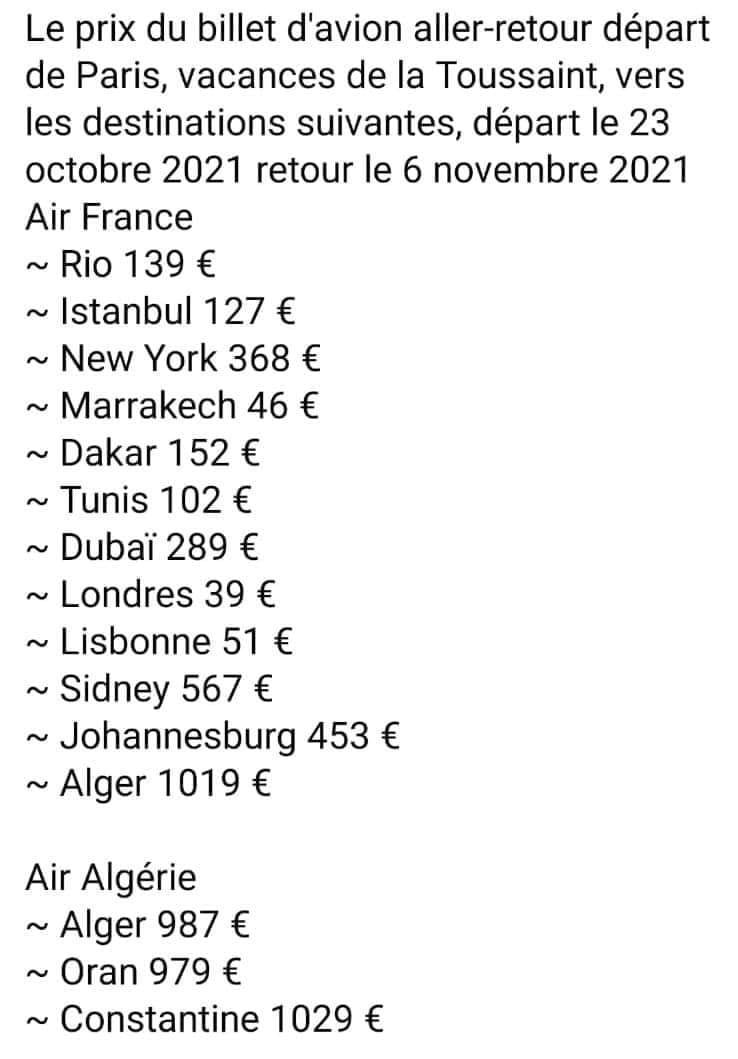 Le prix du billet d'avion aller-retour départ
de Paris, vacances de la Toussaint, vers
les destinations suivantes, départ le 23
octobre 2021 retour le 6 novembre 2021
Air France
~ Rio 139 €
~ Istanbul 127 €
~ New York 368 €
~ Marrakech 46 €
~ Dakar 152 €
~ Tunis 102 €
~ Dubaï 289 €
~ Londres 39 €
~ Lisbonne 51 €
~ Sidney 567 €
~ Johannesburg 453 €
~ Alger 1019 €
Air Algérie
~ Alger 987 €
~ Oran 979 €
~ Constantine 1029 €